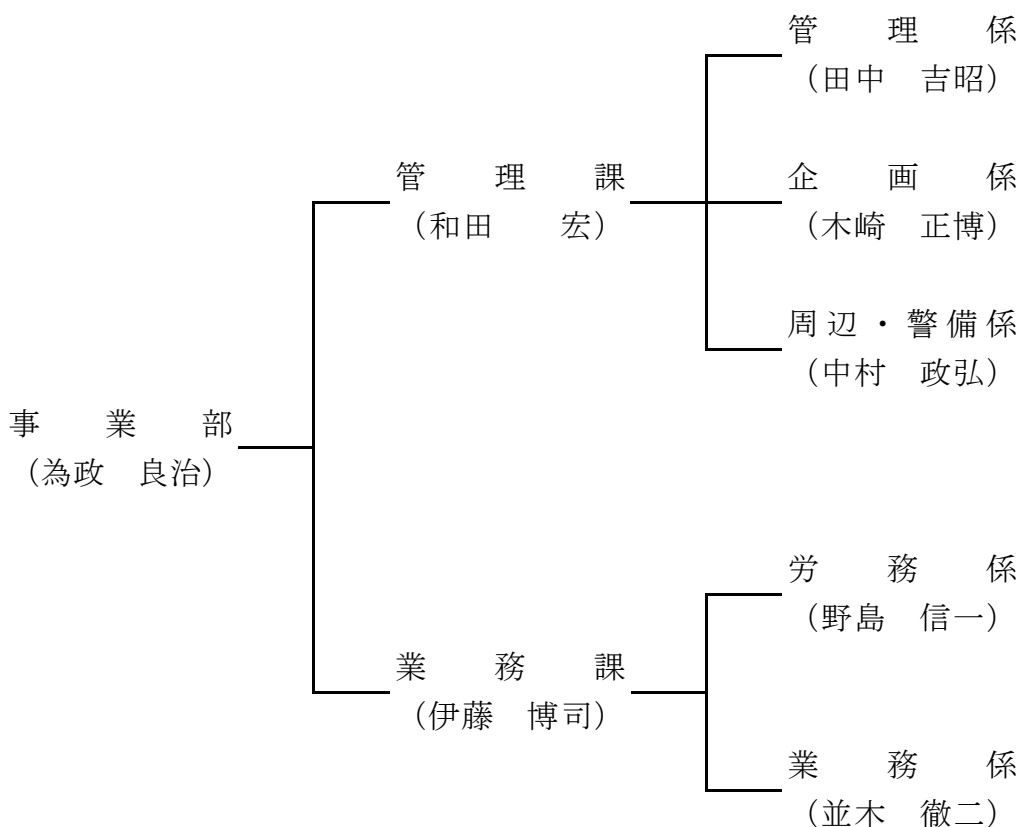 管理係
（田中　吉昭）
管理課
（和田　宏）
企画係
（木崎　正博）
周辺・警備係
（中村　政弘）
事業部
（為政　良治）
労務係
（野島　信一）
業務課
（伊藤　博司）
業務係
（並木　徹二）